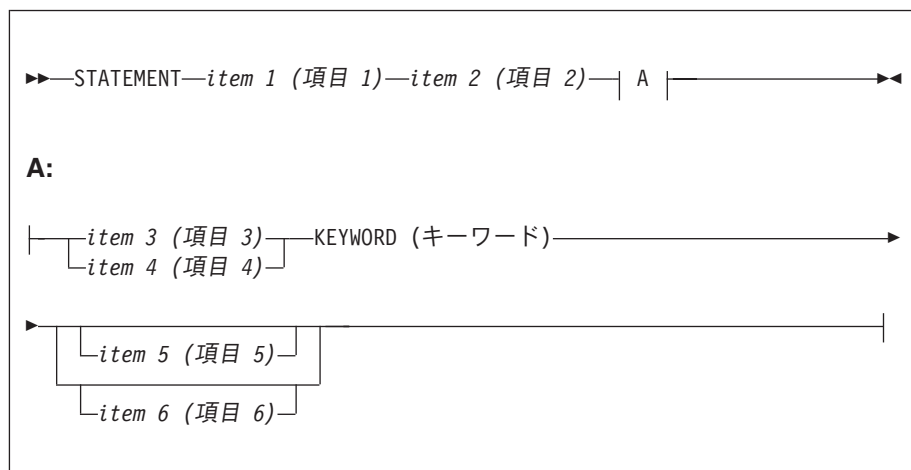 STATEMENT item 1 (項目 1) item 2 (項目 2) A
A:
item 3 (項目 3) KEYWORD (キーワード)
item 4 (項目 4)
item 5 (項目 5)
item 6 (項目 6)